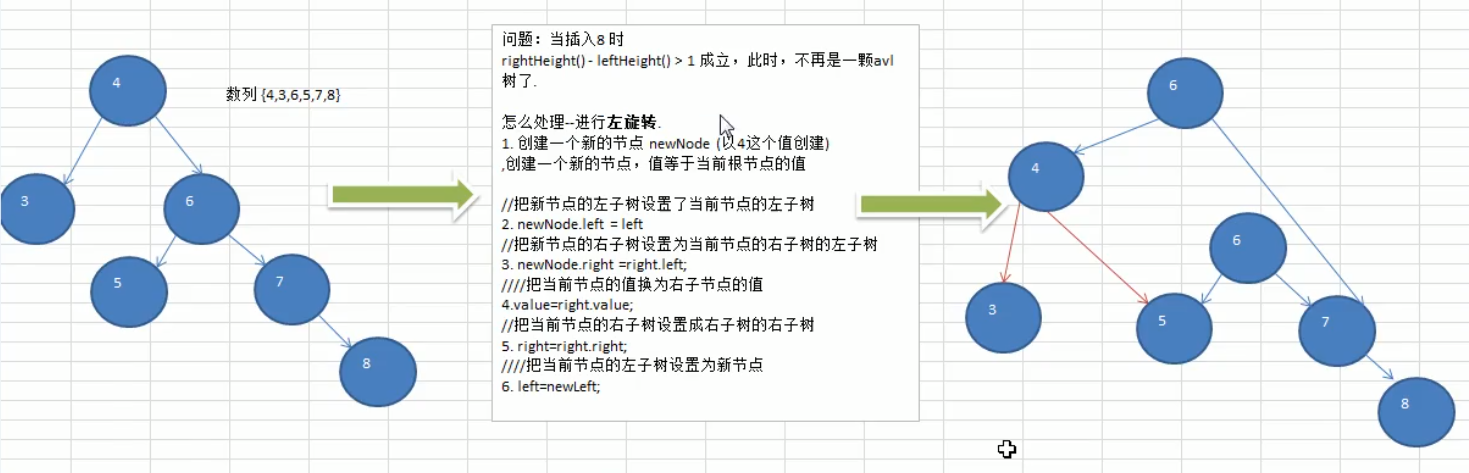 4
数列 {4,3,6,5,7,8}
3
6
5
7
8
问题：当插入8 时
rightHeight() - leftHeight() > 1 成立，此时，不再是一颗avl
树了.
怎么处理--进行左旋转.
1. 创建一个新的节点 newNode (以4这个值创建)
,创建一个新的节点，值等于当前根节点的值
//把新节点的左子树设置了当前节点的左子树
2. newNode.left = left
//把新节点的右子树设置为当前节点的右子树的左子树
3. newNode.right =right.left;
////把当前节点的值换为右子节点的值
4.value=right.value;
//把当前节点的右子树设置成右子树的右子树
5. right=right.right;
////把当前节点的左子树设置为新节点
6. left=newLeft;
6
4
6
3
5
7
8